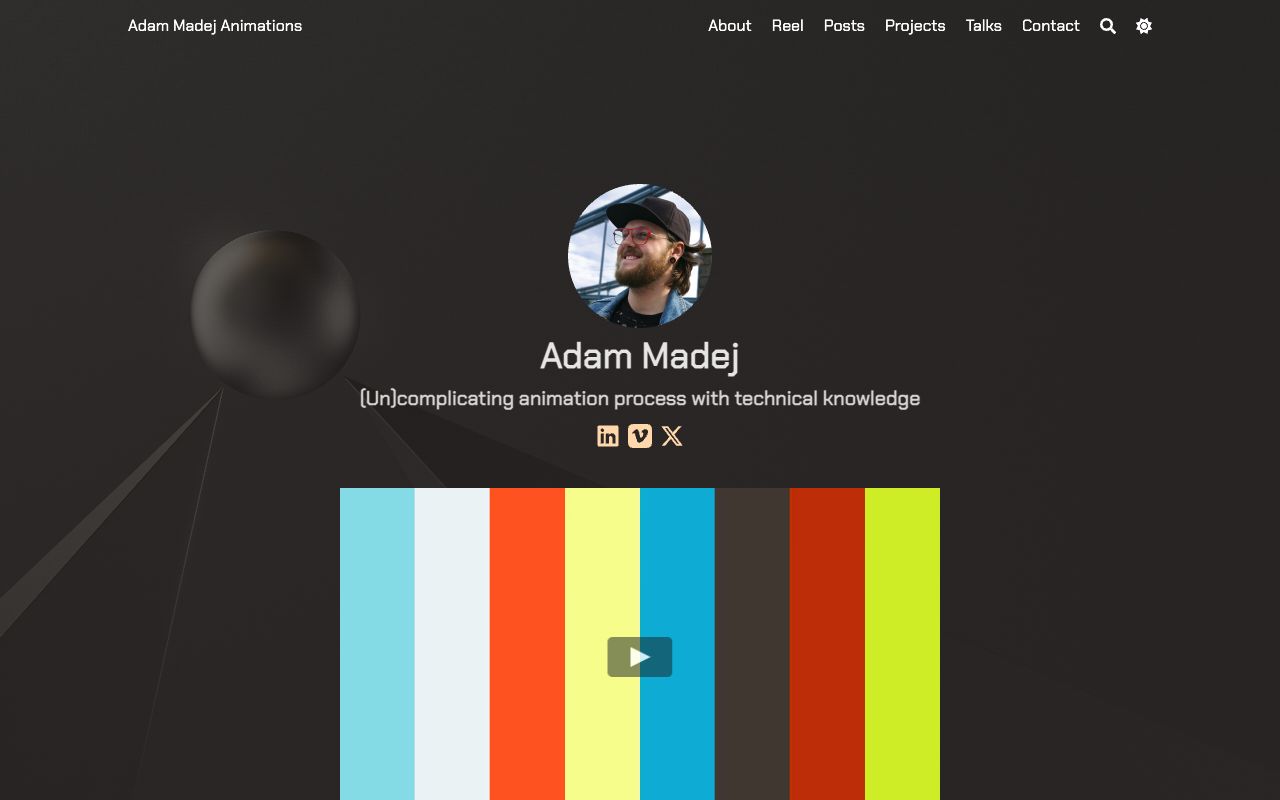 Adam Madej Animations
About Reel Posts Projects Talks Contact
Adam Madej
(Un)complicating animation process with technical knowledge